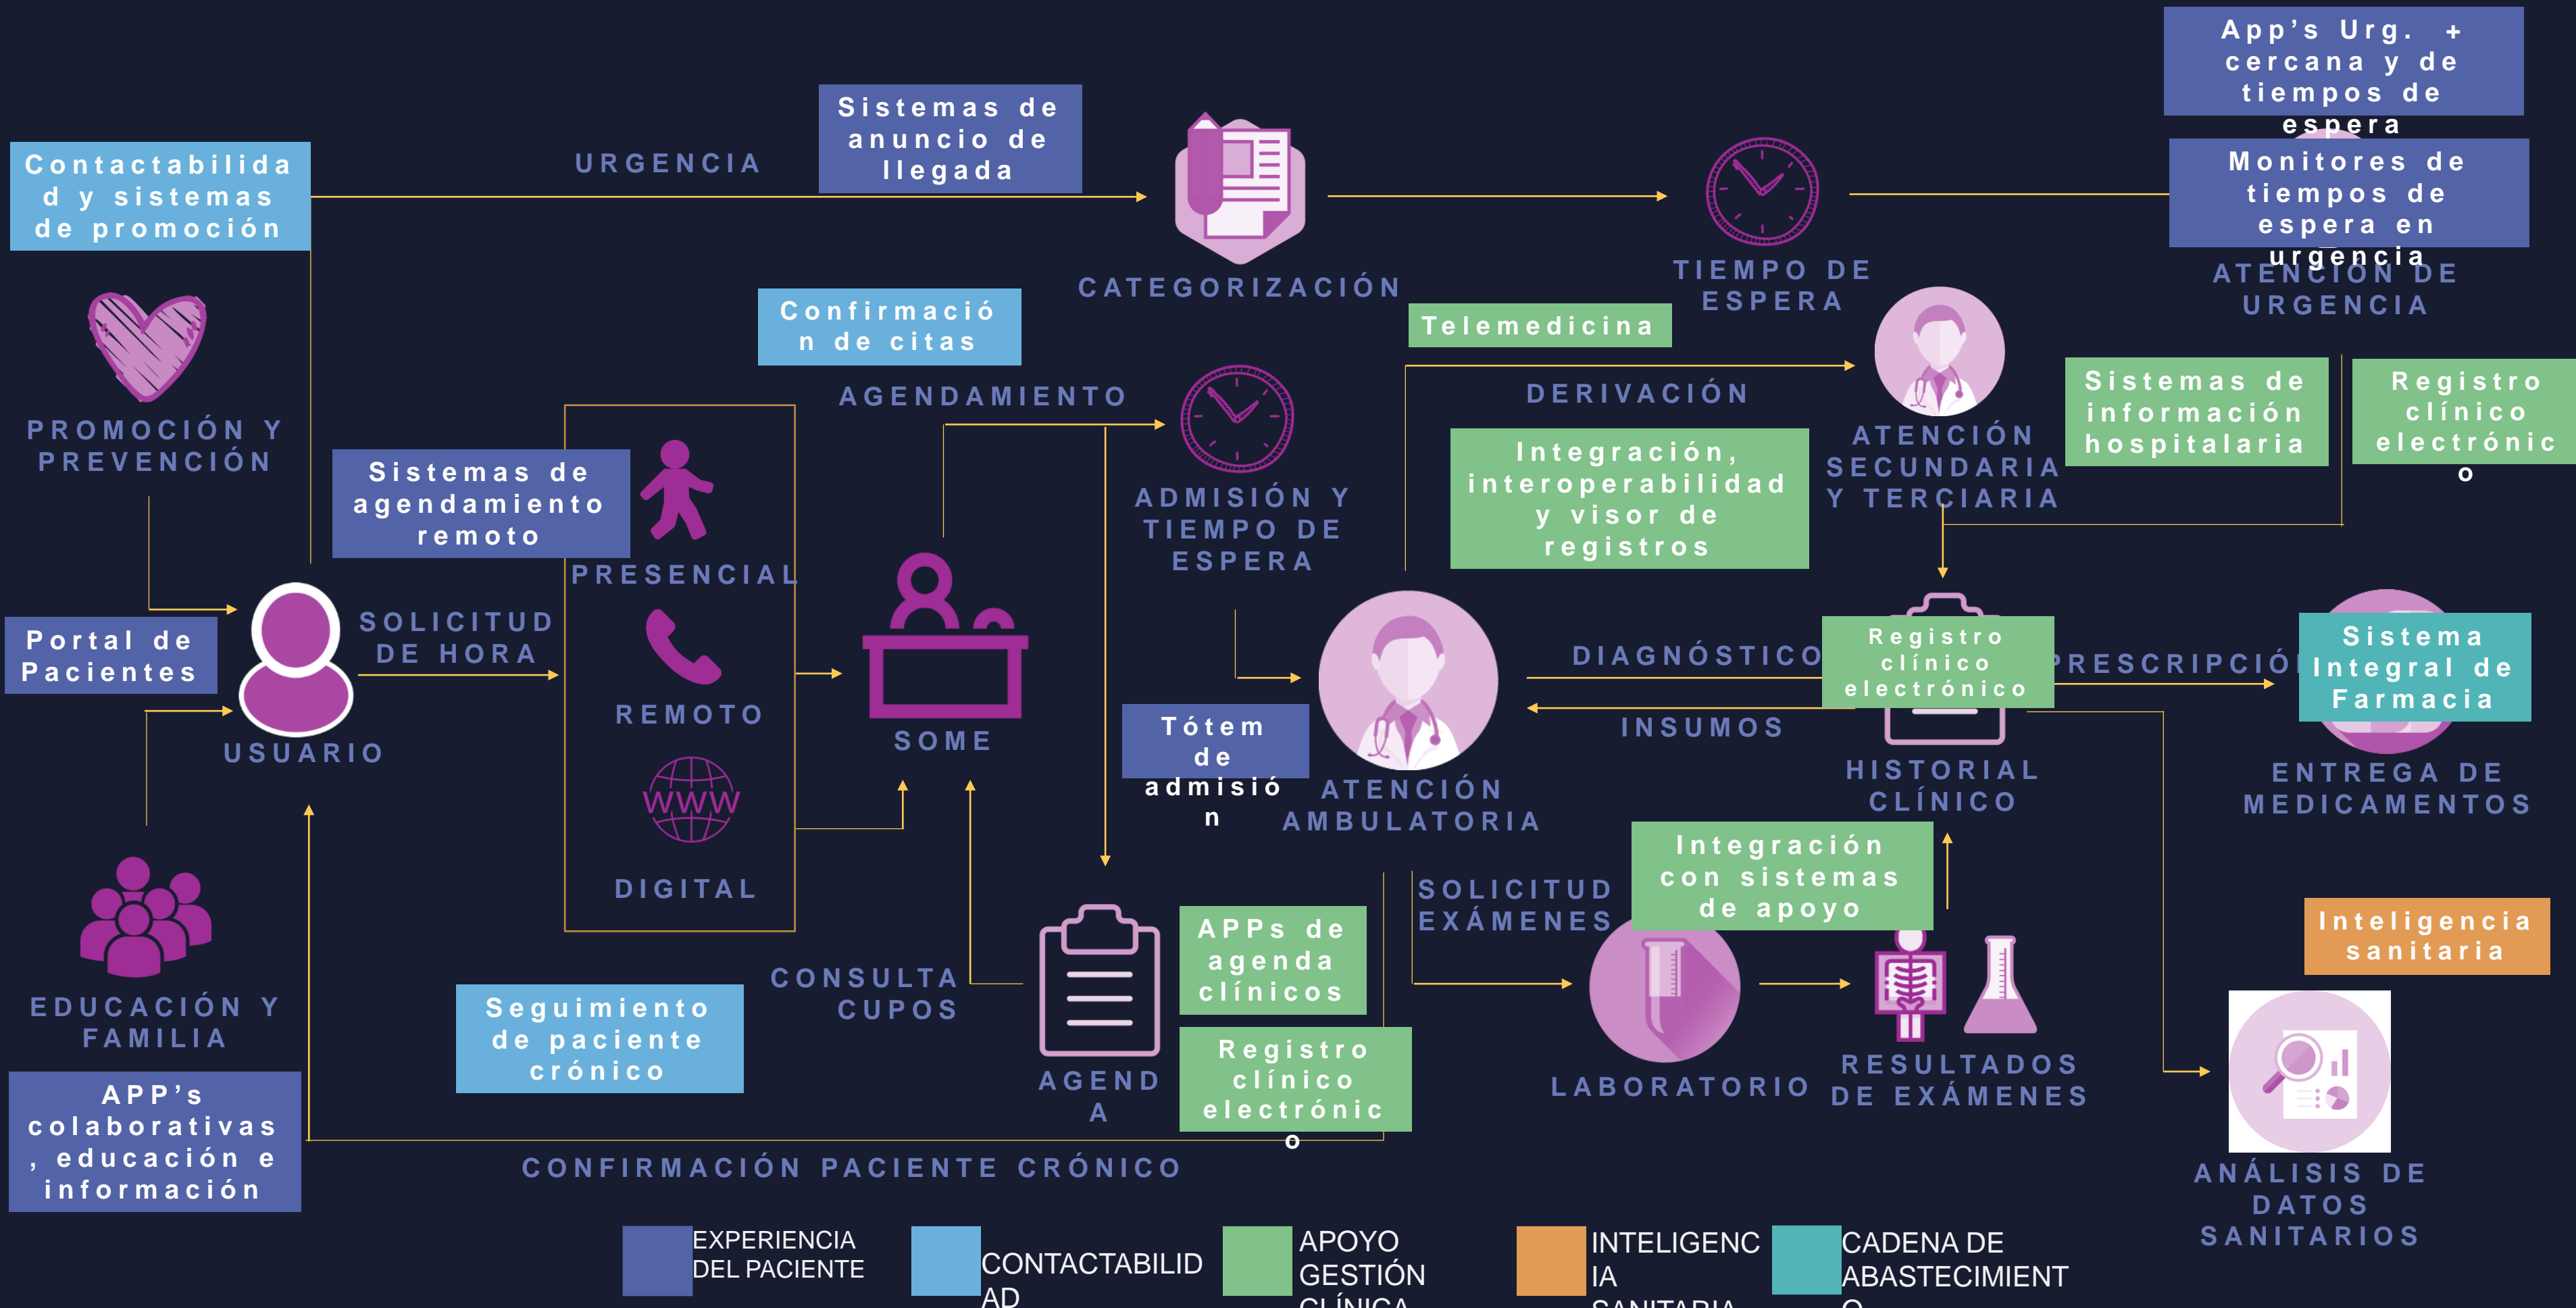 App's Urg. +
cercana y de
tiempos de
espera
Monitores de
tiempos de
espera en
urgencia
ATENCIÓN DE
URGENCIA
Sistemas de
anuncio de
llegada
URGENCIA
Contactabilida
d y sistemas
de promoción
CATEGORIZACIÓN
TIEMPO DE
ESPERA
Confirmació
n de citas
Telemedicina
DERIVACIÓN
AGENDAMIENTO
Sistemas de
información
hospitalaria
Registro
clínico
electrónic
o
PROMOCIÓN Y
PREVENCIÓN
Sistemas de
agendamiento
remoto
ATENCIÓN
SECUNDARIA
Y TERCIARIA
Integración,
interoperabilidad
y visor de
registros
ADMISIÓN Y
TIEMPO DE
ESPERA
PRESENCIAL
Portal de
Pacientes
SOLICITUD
DE HORA
USUARIO
REMOTO
WWW
DIGITAL
SOME
DIAGNÓSTICO
INSUMOS
Registro
clínico
electrónico
PRESCRIPCIÓ
Sistema
Integral de
Farmacia
Tótem
de
admisió
n
ATENCIÓN
AMBULATORIA
HISTORIAL
CLÍNICO
ENTREGA DE
MEDICAMENTOS
Integración
con sistemas
de apoyo
SOLICITUD
EXÁMENES
APPs de
agenda
clínicos
Inteligencia
sanitaria
CONSULTA
CUPOS
EDUCACIÓN Y
FAMILIA
Seguimiento
de paciente
crónico
Registro
clínico
electrónic
o
AGEND
A
LABORATORIO
RESULTADOS
DE EXÁMENES
APP's
colaborativas
, educación e
información
CONFIRMACIÓN PACIENTE CRÓNICO
ANÁLISIS DE
DATOS
SANITARIOS
EXPERIENCIA
DEL PACIENTE
CONTACTABILID
AD
APOYO
GESTIÓN
CLÍNICA
INTELIGENC
IA
SANITARIA
CADENA DE
ABASTECIMIENT
O